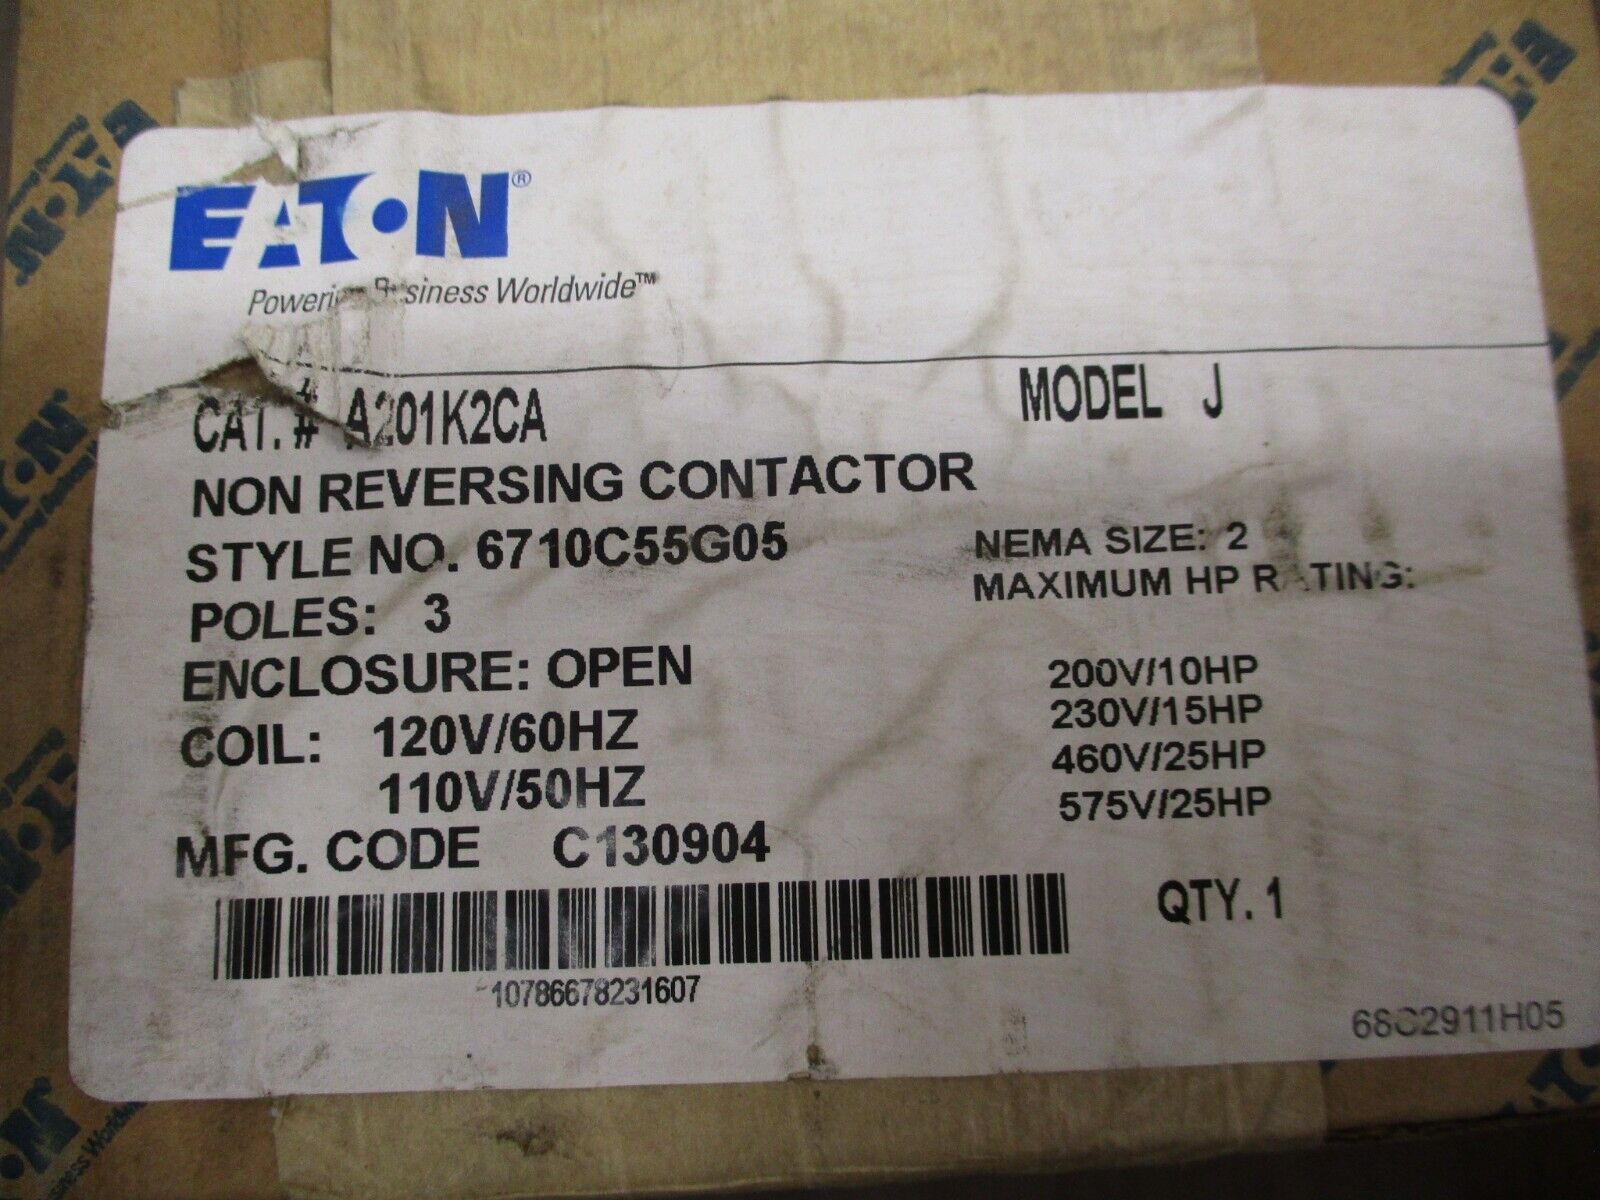 EATON®
Powering Business Worldwide™
CAT. # A201K2CA
MODEL J
NON REVERSING CONTACTOR
STYLE NO. 6710C55G05
POLES: 3
ENCLOSURE: OPEN
COIL: 120V/60HZ
110V/50HZ
MFG. CODE C130904
NEMA SIZE: 2
MAXIMUM HP RATING:
200V/10HP
230V/15HP
460V/25HP
575V/25HP
QTY. 1
10786678231607
68C2911H05